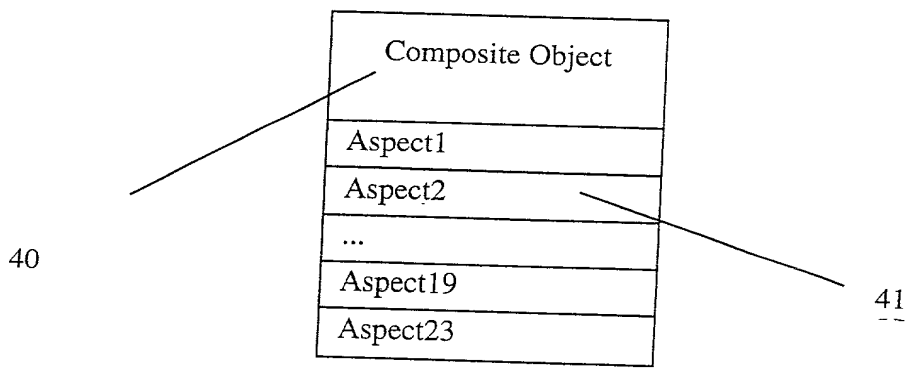 Composite Object
Aspect1
Aspect2
...
Aspect19
Aspect23
40
41